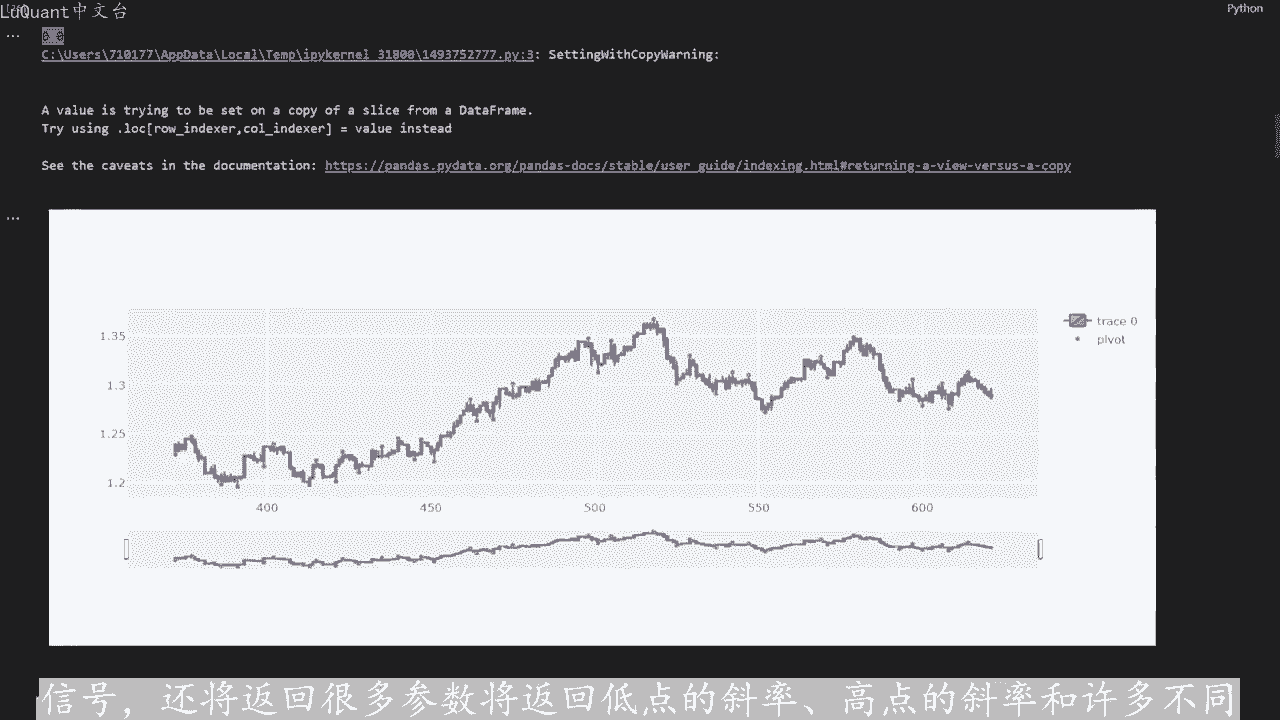 LuQuant中文台
Python
C:\Users\710177\AppData\Local\Temp\ipykernel_31800\1493752777.py:3: SettingWithCopyWarning:
A value is trying to be set on a copy of a slice from a DataFrame.
Try using .loc[row_indexer,col_indexer] = value instead
See the caveats in the documentation: https://pandas.pydata.org/pandas-docs/stable/user_guide/indexing.html#returning-a-view-versus-a-copy
trace 0
pivot
1.35
1.3
1.25
1.2
400 450 500 550 600
信号，还将返回很多参数将返回低点的斜率、高点的斜率和许多不同